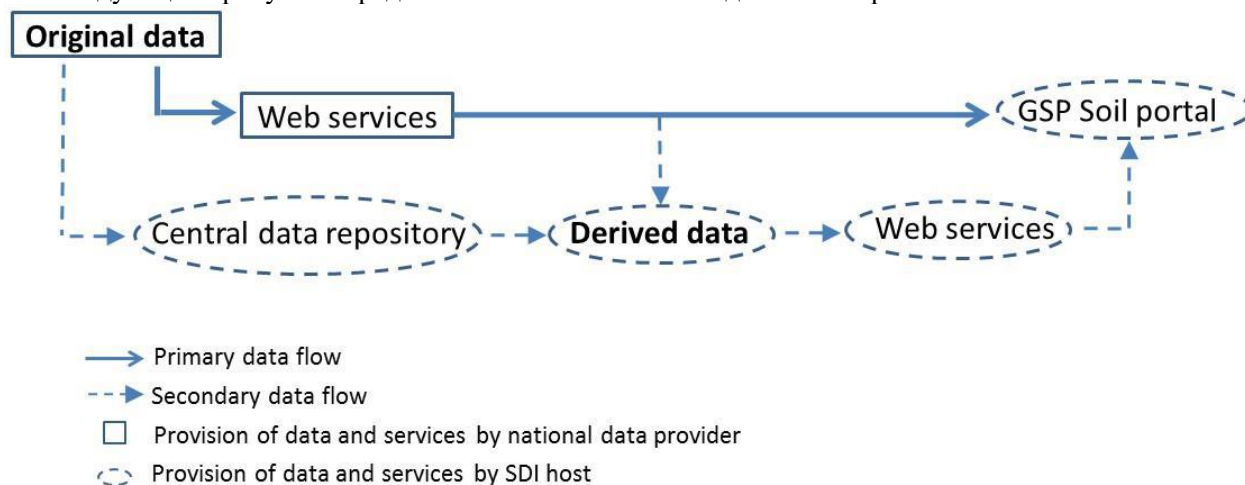 Original data
Web services
GSP Soil portal
Central data repository
Derived data
Web services
Primary data flow
Secondary data flow
Provision of data and services by national data provider
Provision of data and services by SDI host